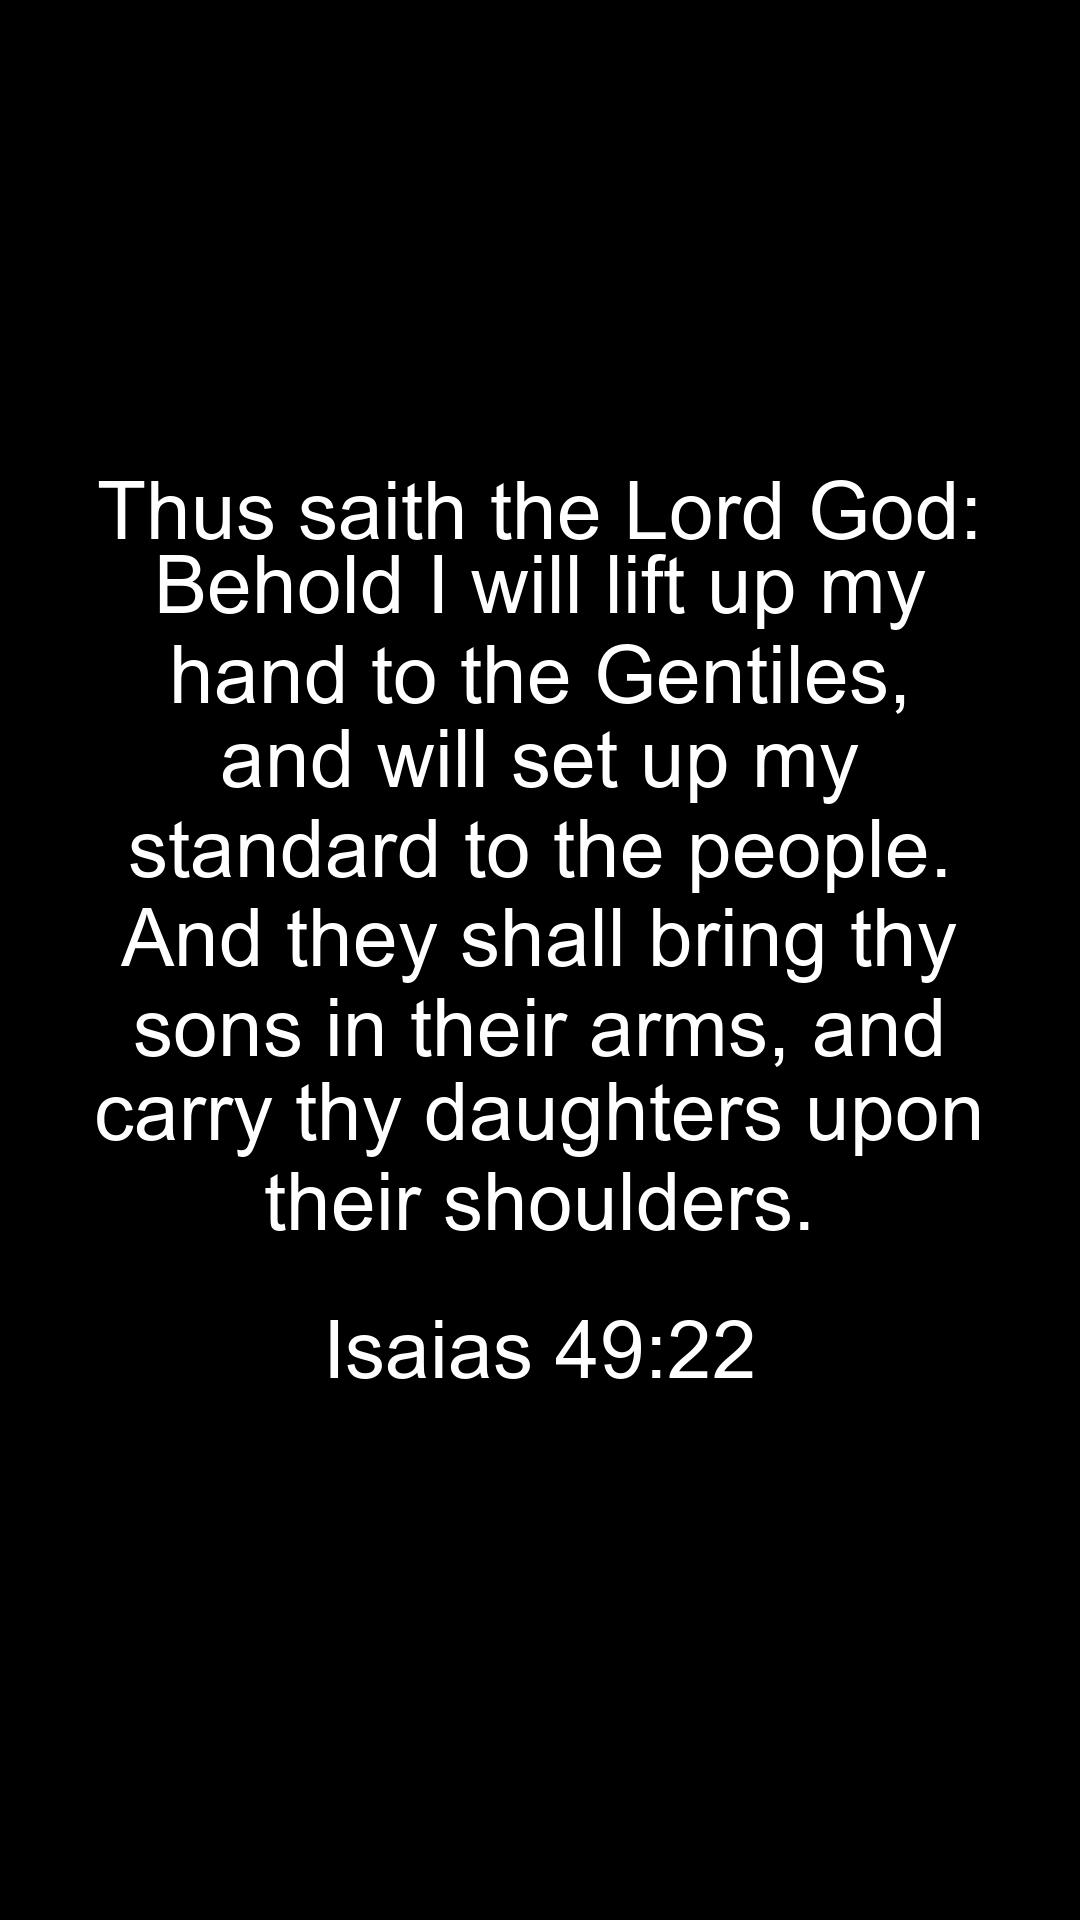 Thus saith the Lord God:
Behold I will lift up my
hand to the Gentiles,
and will set up my
standard to the people.
And they shall bring thy
sons in their arms, and
carry thy daughters upon
their shoulders.
Isaias 49:22